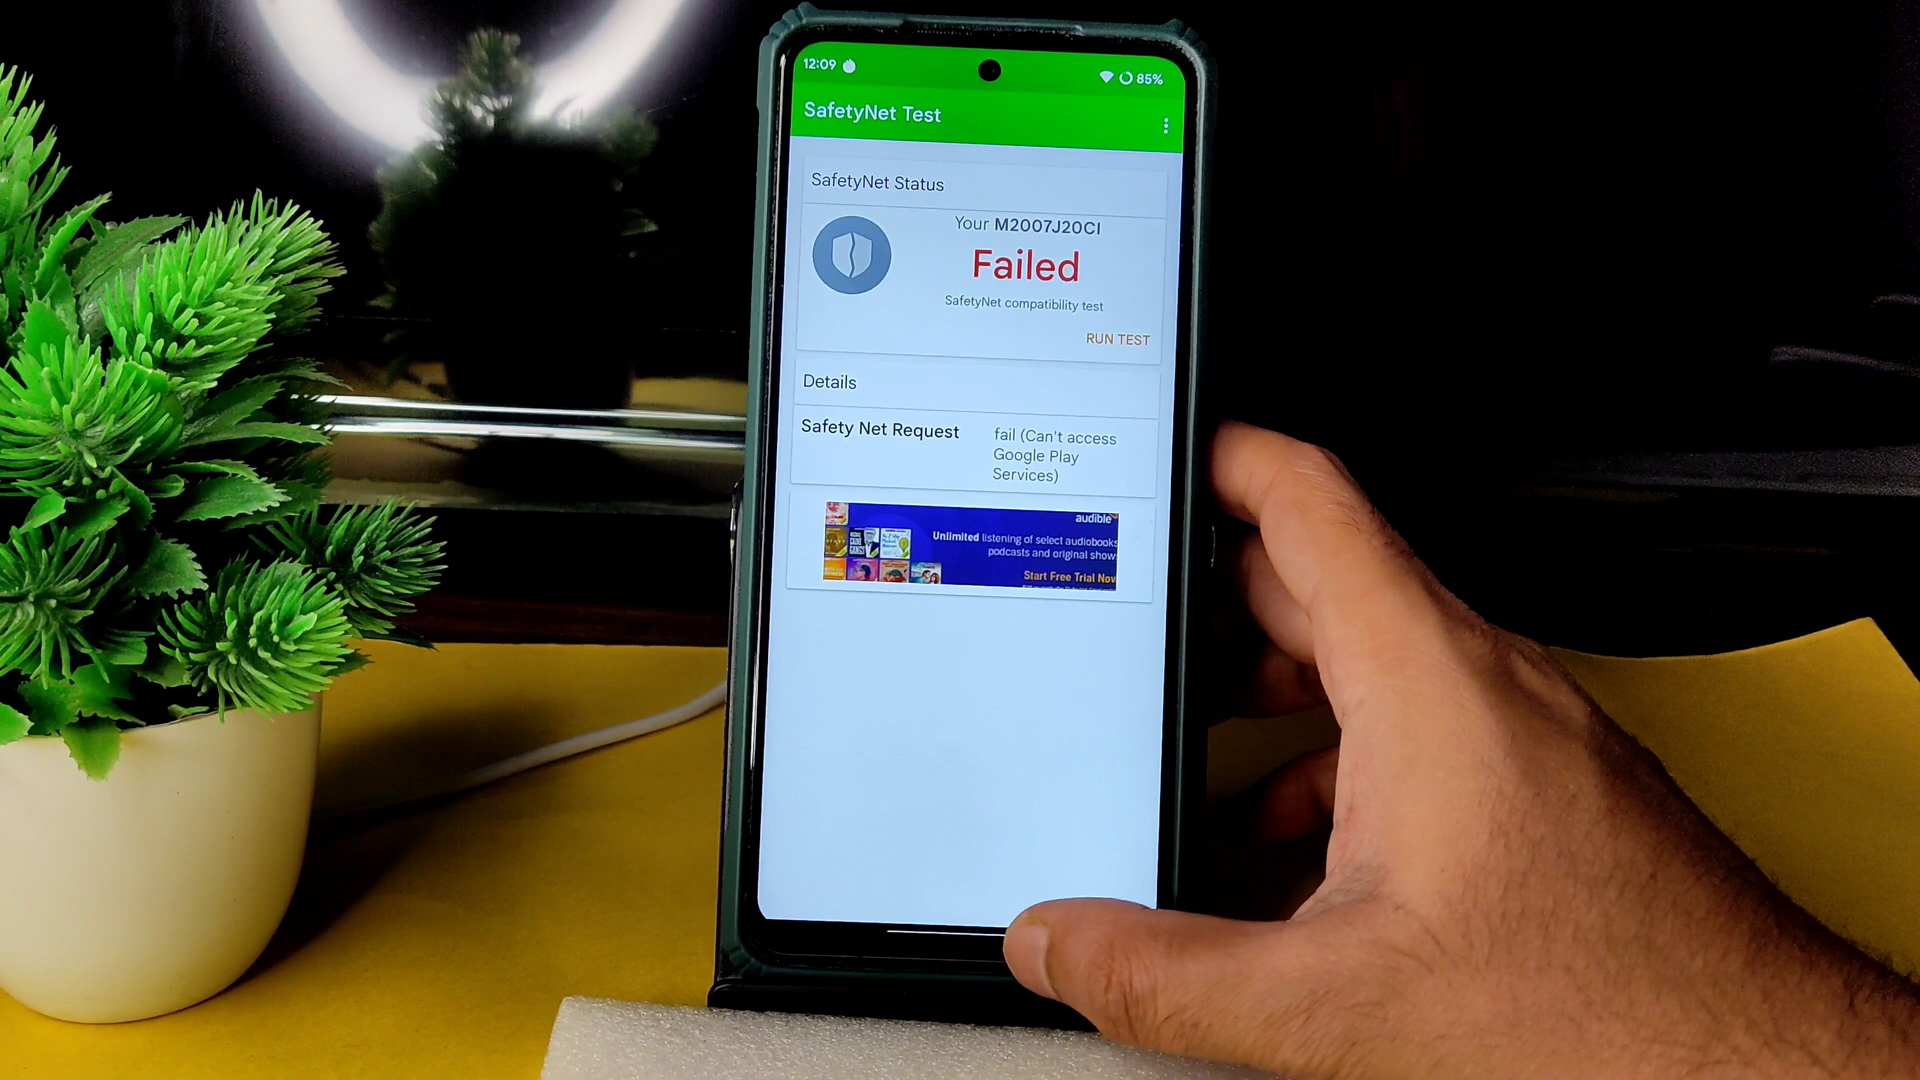 12:09
85%
SafetyNet Test
SafetyNet Status
Your M2007J20CI
Failed
SafetyNet compatibility test
RUN TEST
Details
Safety Net Request
fail (Can't access
Google Play
Services)
audible
Unlimited listening of select audiobooks
podcasts and original shows
Start Free Trial Now